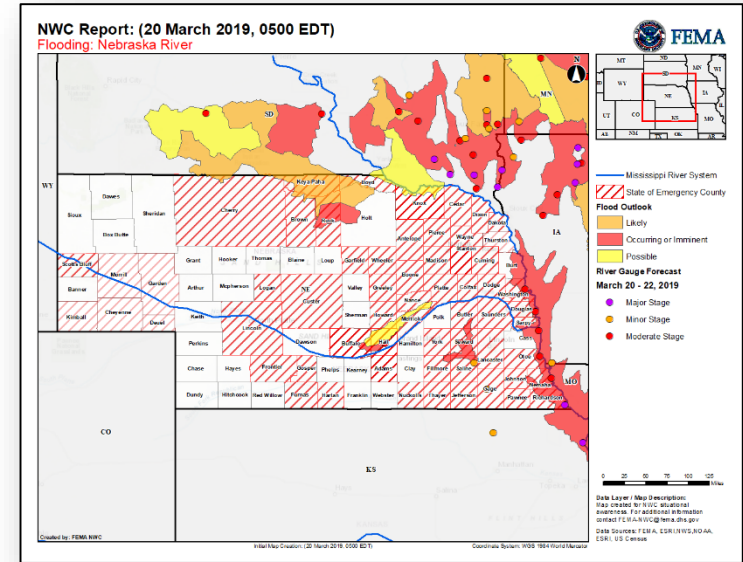 NWC Report: (20 March 2019, 0500 EDT)
Flooding: Nebraska River
FEMA
N
MT ND MN WI
SD
WY NE IA
UT CO KS MO
NM TX OK AR
Mississippi River System
State of Emergency County
Flood Outlook
Likely
Occurring or Imminent
Possible
River Gauge Forecast
March 20 - 22, 2019
Major Stage
Minor Stage
Moderate Stage
WY
SD
MN
IA
NE
CO
KS
MO
Sioux
Dawes
Box Butte
Sheridan
Cherry
Keya Paha
Boyd
Brown
Rock
Holt
Knox
Cedar
Dixon
Dakota
Antelope
Pierce
Wayne
Thurston
Scotts Bluff
Morrill
Garden
Grant
Hooker
Thomas
Blaine
Loup
Garfield
Wheeler
Madison
Stanton
Cuming
Burt
Banner
Kimball
Cheyenne
Deuel
Arthur
Mcpherson
Logan
Custer
Valley
Greeley
Boone
Platte
Colfax
Dodge
Washington
Keith
Lincoln
Sherman
Howard
Nance
Merrick
Polk
Butler
Saunders
Douglas
Sarpy
Perkins
Dawson
Buffalo
Hall
Hamilton
York
Seward
Lancaster
Cass
Otoe
Chase
Hayes
Frontier
Gosper
Phelps
Kearney
Adams
Clay
Fillmore
Saline
Gage
Johnson
Nemaha
Dundy
Hitchcock
Red Willow
Furnas
Harlan
Franklin
Webster
Nuckolls
Thayer
Jefferson
Pawnee
Richardson
0 25 50 75 100 125
Miles
Data Layer / Map Description:
Map created for NWC situational
awareness. For additional information
contact FEMA-NWC@fema.dhs.gov
Data Sources: FEMA, ESRI,NWS,NOAA,
ESRI, US Census
Created by: FEMA NWC
Initial Map Creation: (20 March 2019, 0500 EDT)
Coordinate System: WGS 1984 World Mercator